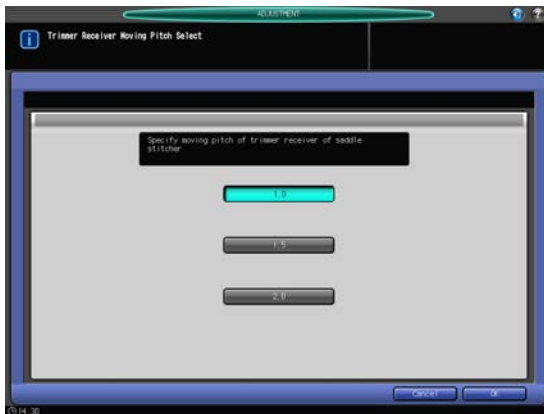 ADJUSTMENT
Trimmer Receiver Moving Pitch Select
Specify moving pitch of trimmer receiver of saddle
stitcher
1.0
1.5
2.0
Cancel
OK
14:30